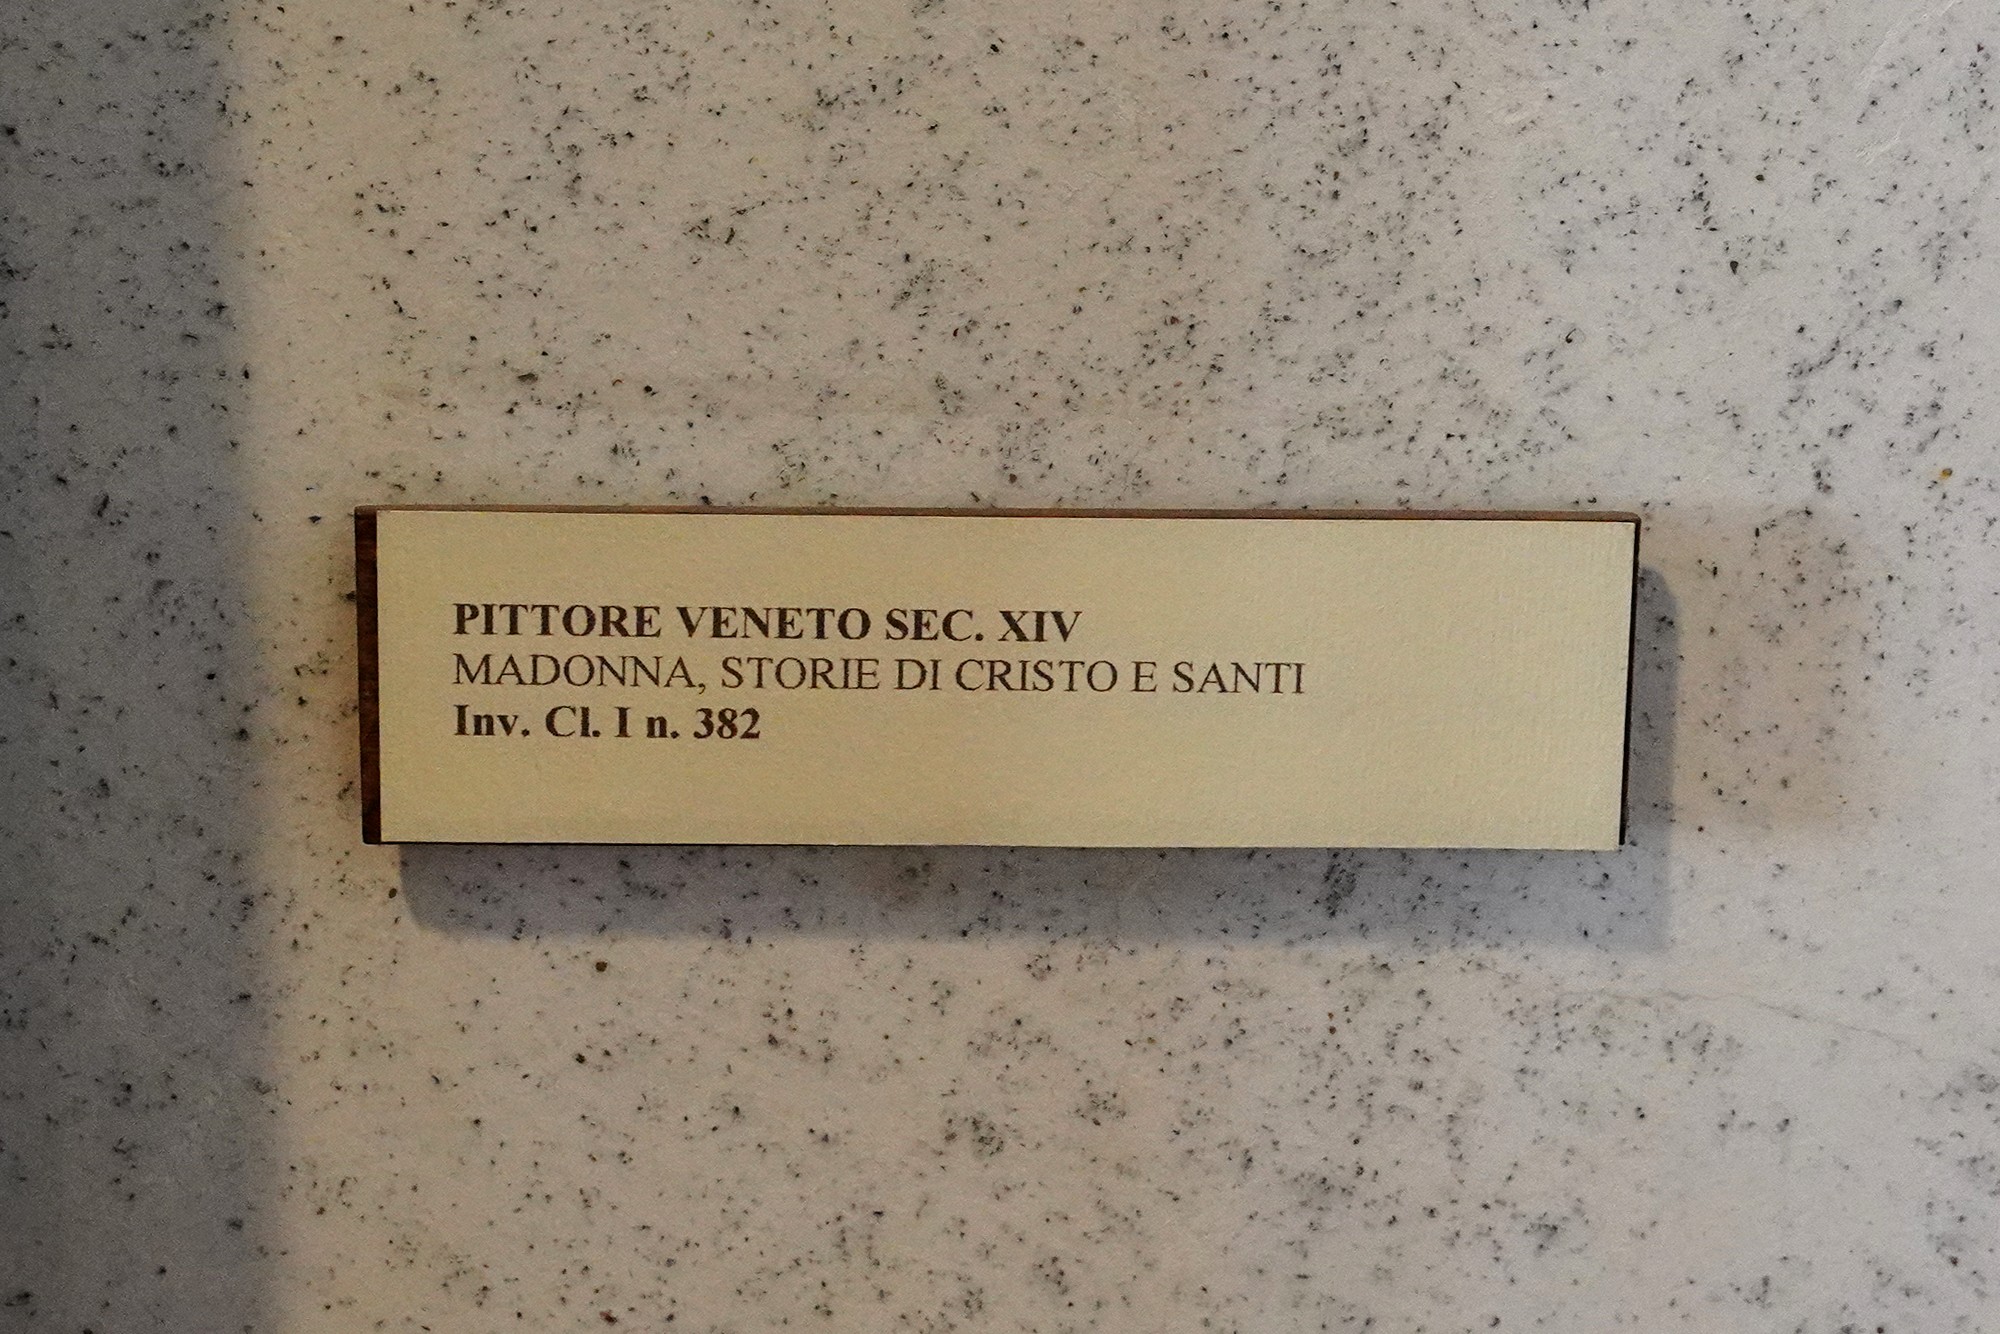 PITTORE VENETO SEC. XIV
MADONNA, STORIE DI CRISTO E SANTI
Inv. Cl. I n. 382